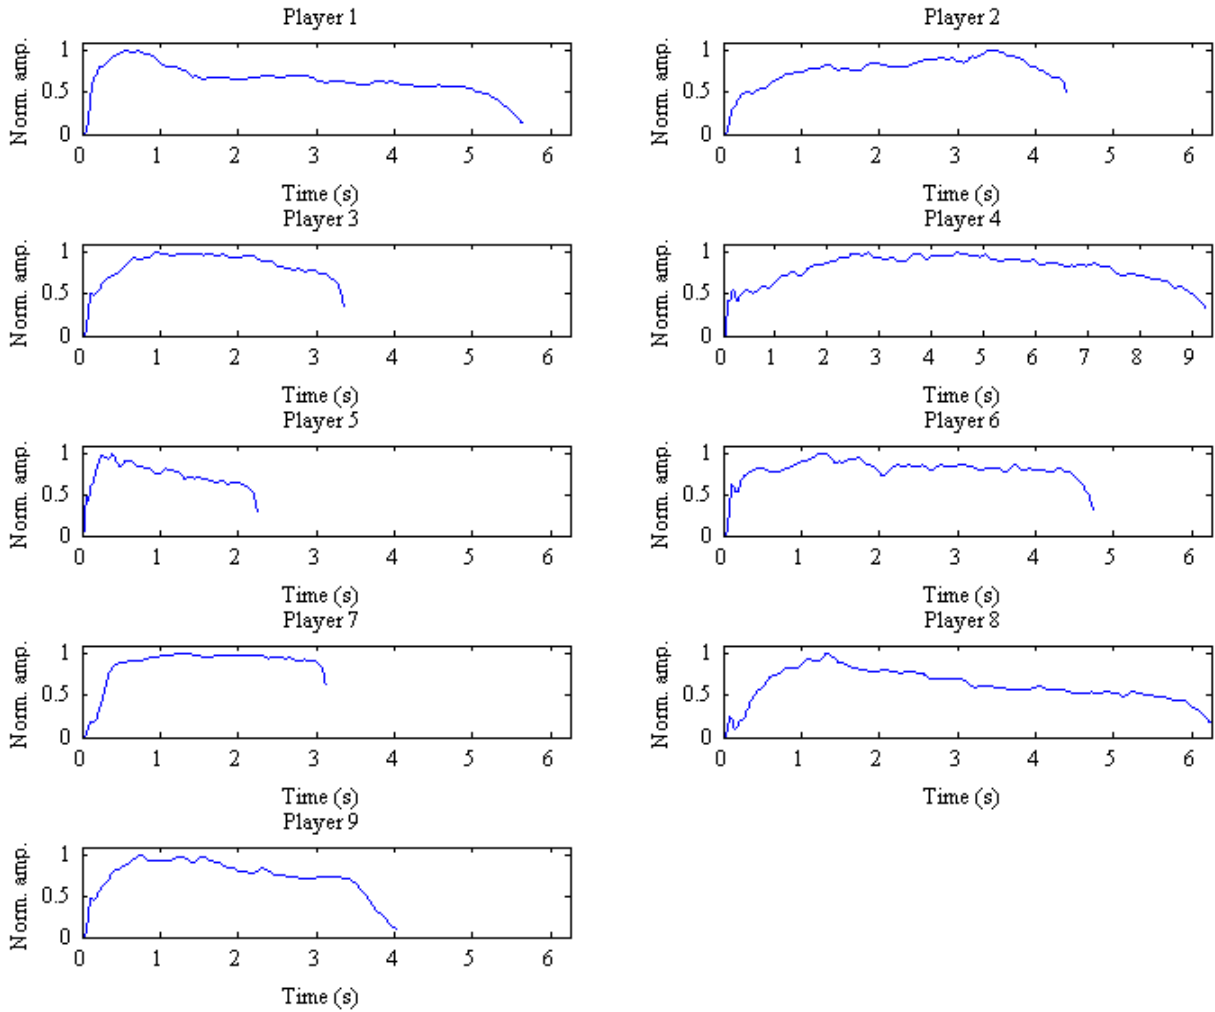 Player 1
Norm. amp.
1
0.5
0
0 1 2 3 4 5 6
Time (s)
Player 2
Norm. amp.
1
0.5
0
0 1 2 3 4 5 6
Time (s)
Player 3
Norm. amp.
1
0.5
0
0 1 2 3 4 5 6
Time (s)
Player 4
Norm. amp.
1
0.5
0
0 1 2 3 4 5 6 7 8 9
Time (s)
Player 5
Norm. amp.
1
0.5
0
0 1 2 3 4 5 6
Time (s)
Player 6
Norm. amp.
1
0.5
0
0 1 2 3 4 5 6
Time (s)
Player 7
Norm. amp.
1
0.5
0
0 1 2 3 4 5 6
Time (s)
Player 8
Norm. amp.
1
0.5
0
0 1 2 3 4 5 6
Time (s)
Player 9
Norm. amp.
1
0.5
0
0 1 2 3 4 5 6
Time (s)